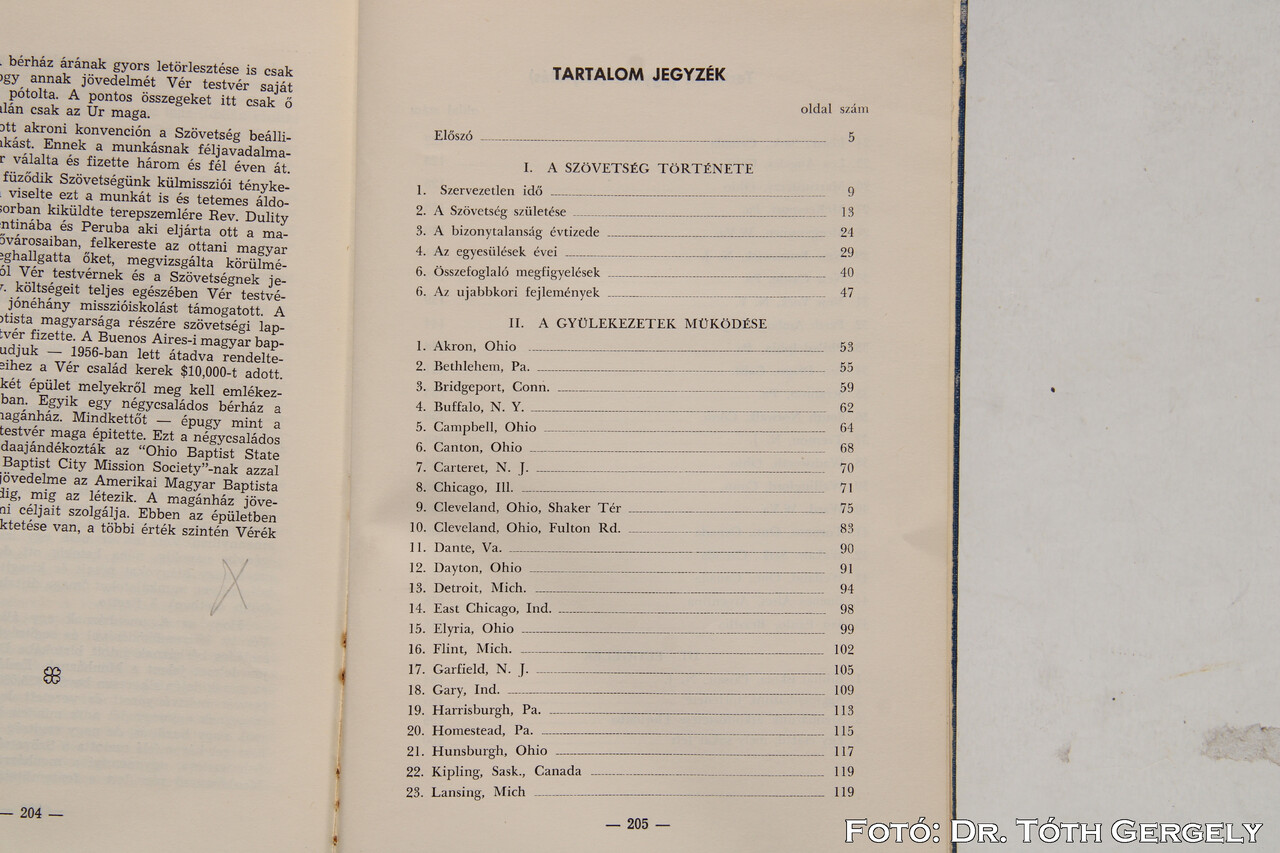 bérház árának gyors letörlesztése is csak
ogy annak jövedelmét Vér testvér saját
pótolta. A pontos összegeket itt csak ő
lán csak az Ur maga.
ott akroni konvención a Szövetség beálli-
nkást. Ennek a munkásnak féljavadalma-
r válalta és fizette három és fél éven át.
füződik Szövetségünk külmissziói tényke-
viselte ezt a munkát is és tetemes áldo-
sorban kiküldte terepszemlére Rev. Dulity
entinába és Peruba aki eljárta ott a ma-
ővárosaiban, felkereste az ottani magyar
eghallgatta őket, megvizsgálta körülmé-
ól Vér testvérnek és a Szövetségnek je-
költségeit teljes egészében Vér testvé-
jónéhány misszióiskolást támogatott. A
ptista magyarsága részére szövetségi lap-
tvér fizette. A Buenos Aires-i magyar bap-
udjuk — 1956-ban lett átadva rendelte-
eihez a Vér család kerek $10,000-t adott.
két épület melyekről meg kell emlékez-
ban. Egyik egy négycsaládos bérház a
nagánház. Mindkettőt — épugy mint a
testvér maga épitette. Ezt a négycsaládos
daajándékozták az "Ohio Baptist State
Baptist City Mission Society"-nak azzal
jövedelme az Amerikai Magyar Baptista
dig, mig az létezik. A magánház jöve-
ni céljait szolgálja. Ebben az épületben
ktetése van, a többi érték szintén Vérék
— 204 —
TARTALOM JEGYZÉK
oldal szám
Előszó 5
I. A SZÖVETSÉG TÖRTÉNETE
1. Szervezetlen idő 9
2. A Szövetség születése 13
3. A bizonytalanság évtizede 24
4. Az egyesülések évei 29
6. Összefoglaló megfigyelések 40
6. Az ujabbkori fejlemények 47
II. A GYÜLEKEZETEK MÜKÖDÉSE
1. Akron, Ohio 53
2. Bethlehem, Pa. 55
3. Bridgeport, Conn. 59
4. Buffalo, N. Y. 62
5. Campbell, Ohio 64
6. Canton, Ohio 68
7. Carteret, N. J. 70
8. Chicago, Ill. 71
9. Cleveland, Ohio, Shaker Tér 75
10. Cleveland, Ohio, Fulton Rd. 83
11. Dante, Va. 90
12. Dayton, Ohio 91
13. Detroit, Mich. 94
14. East Chicago, Ind. 98
15. Elyria, Ohio 99
16. Flint, Mich. 102
17. Garfield, N. J. 105
18. Gary, Ind. 109
19. Harrisburgh, Pa. 113
20. Homestead, Pa. 115
21. Hunsburgh, Ohio 117
22. Kipling, Sask., Canada 119
23. Lansing, Mich 119
— 205 —
Fotó: Dr. Tóth Gergely